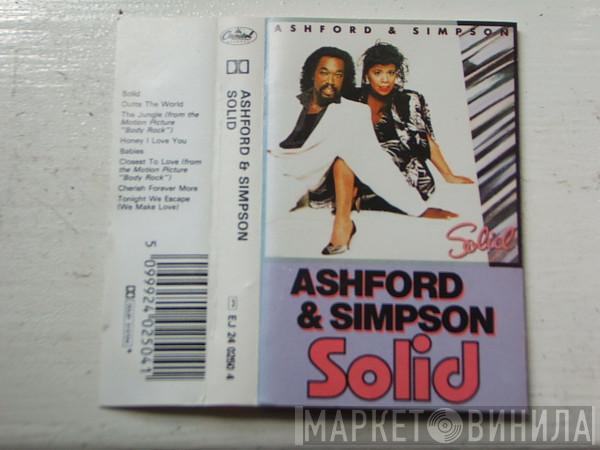 Solid
Outta The World
The Jungle (from the
Motion Picture
"Body Rock")
Honey I Love You
Babies
Closest To Love (from
the Motion Picture
"Body Rock")
Cherish Forever More
Tonight We Escape
(We Make Love)
5 099924 025041
Capitol
ASHFORD & SIMPSON
SOLID
EJ 24 0250 4
ASHFORD & SIMPSON
Solid
ASHFORD
& SIMPSON
Solid
МАРКЕТ ВИНИЛА